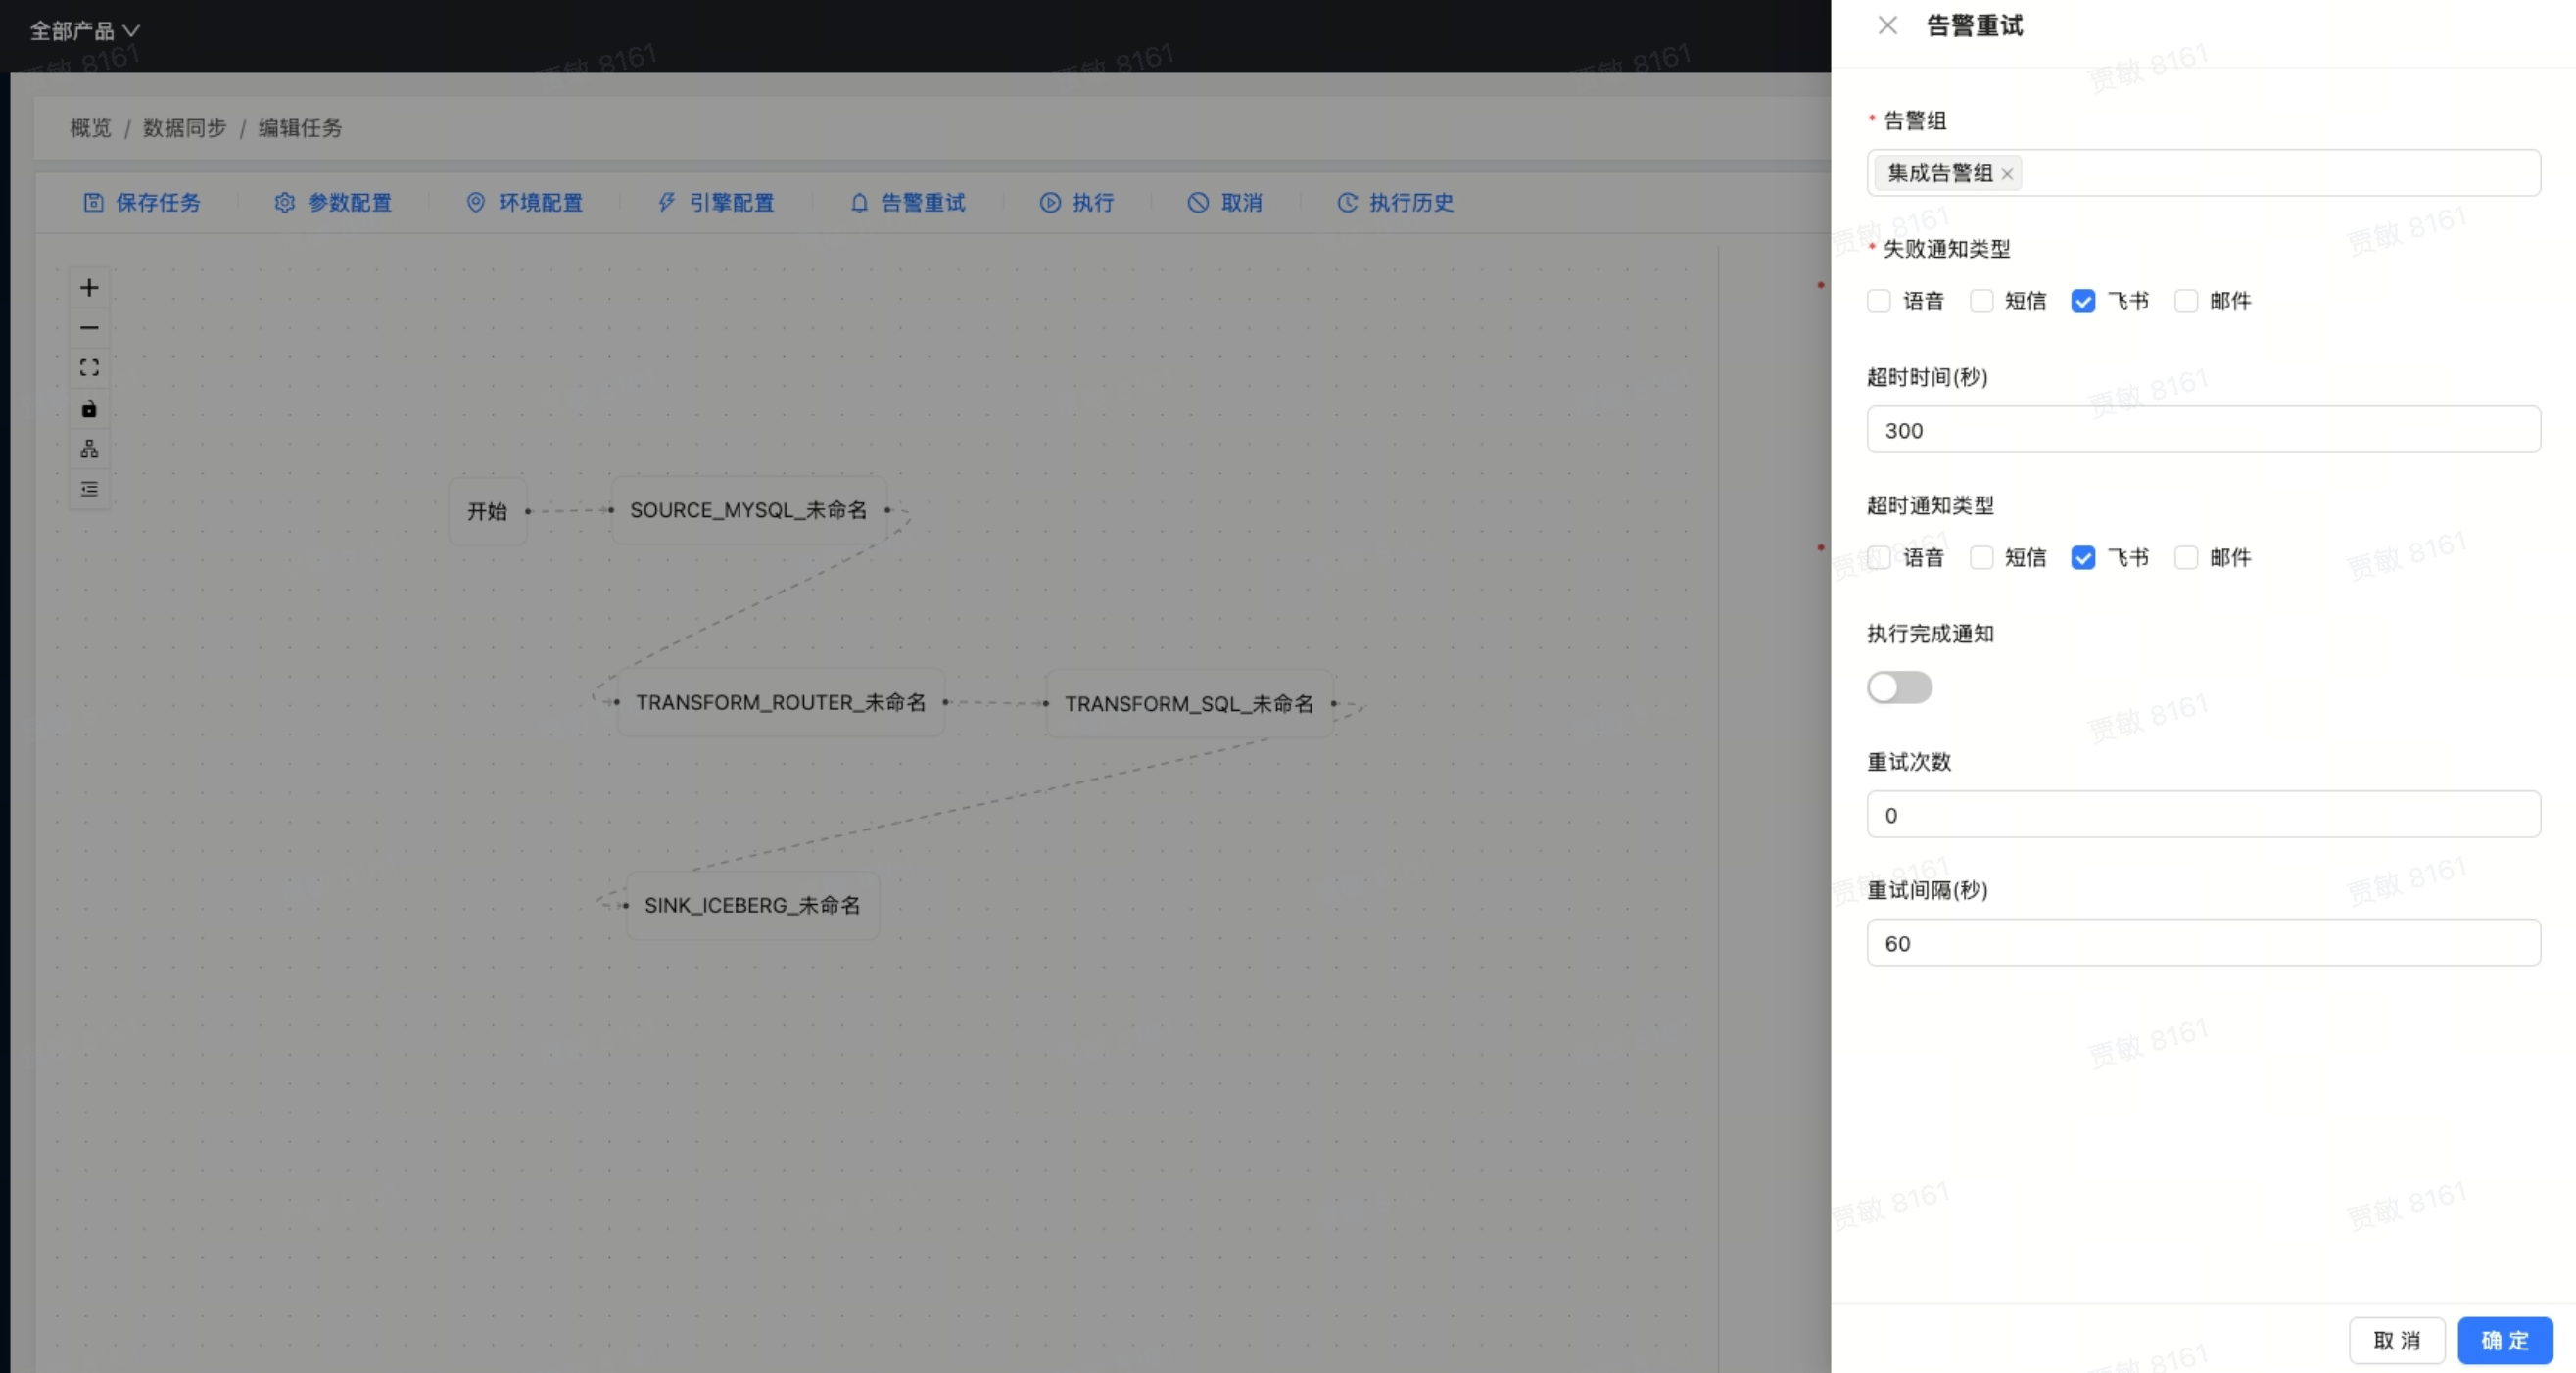 全部产品
概览 / 数据同步 / 编辑任务
保存任务 参数配置 环境配置 引擎配置 告警重试 执行 取消 执行历史
开始
SOURCE_MYSQL_未命名
TRANSFORM_ROUTER_未命名
TRANSFORM_SQL_未命名
SINK_ICEBERG_未命名
告警重试
* 告警组
集成告警组
* 失败通知类型
语音 短信 飞书 邮件
超时时间(秒)
300
超时通知类型
语音 短信 飞书 邮件
执行完成通知
重试次数
0
重试间隔(秒)
60
取 消 确 定
贾敏 8161